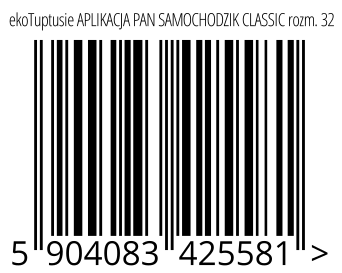 ekoTuptusie APLIKACJA PAN SAMOCHODZIK CLASSIC rozm. 32
5 904083 425581 >